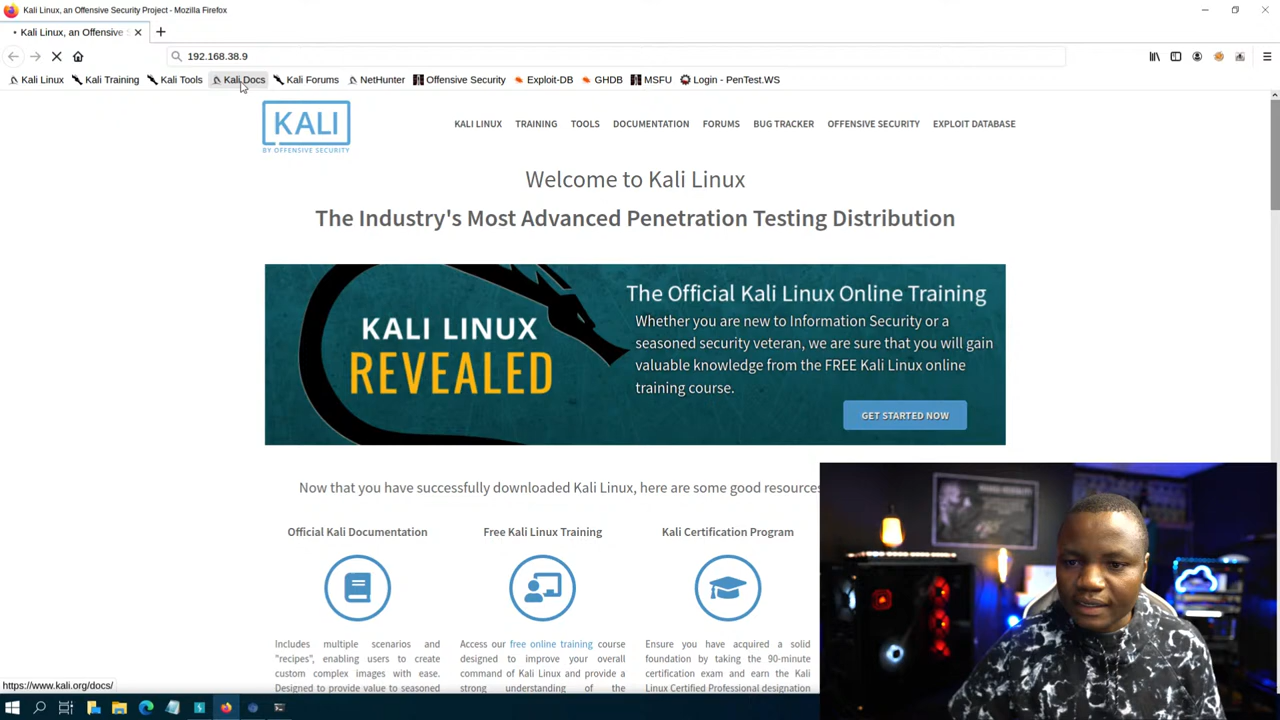 Kali Linux, an Offensive Security Project - Mozilla Firefox
Kali Linux, an Offensive S
192.168.38.9
Kali Linux Kali Training Kali Tools Kali Docs Kali Forums NetHunter Offensive Security Exploit-DB GHDB MSFU Login - PenTest.WS
KALI
BY OFFENSIVE SECURITY
KALI LINUX TRAINING TOOLS DOCUMENTATION FORUMS BUG TRACKER OFFENSIVE SECURITY EXPLOIT DATABASE
Welcome to Kali Linux
The Industry's Most Advanced Penetration Testing Distribution
KALI LINUX
REVEALED
The Official Kali Linux Online Training
Whether you are new to Information Security or a
seasoned security veteran, we are sure that you will gain
valuable knowledge from the FREE Kali Linux online
training course.
GET STARTED NOW
Now that you have successfully downloaded Kali Linux, here are some good resources
Official Kali Documentation
Free Kali Linux Training
Kali Certification Program
Includes multiple scenarios and
"recipes", enabling users to create
custom complex images with ease.
Designed to provide value to seasoned
Access our free online training course
designed to improve your overall
command of Kali Linux and provide a
strong understanding of the
Ensure you have acquired a solid
foundation by taking the 90-minute
certification exam and earn the Kali
Linux Certified Professional designation
https://www.kali.org/docs/